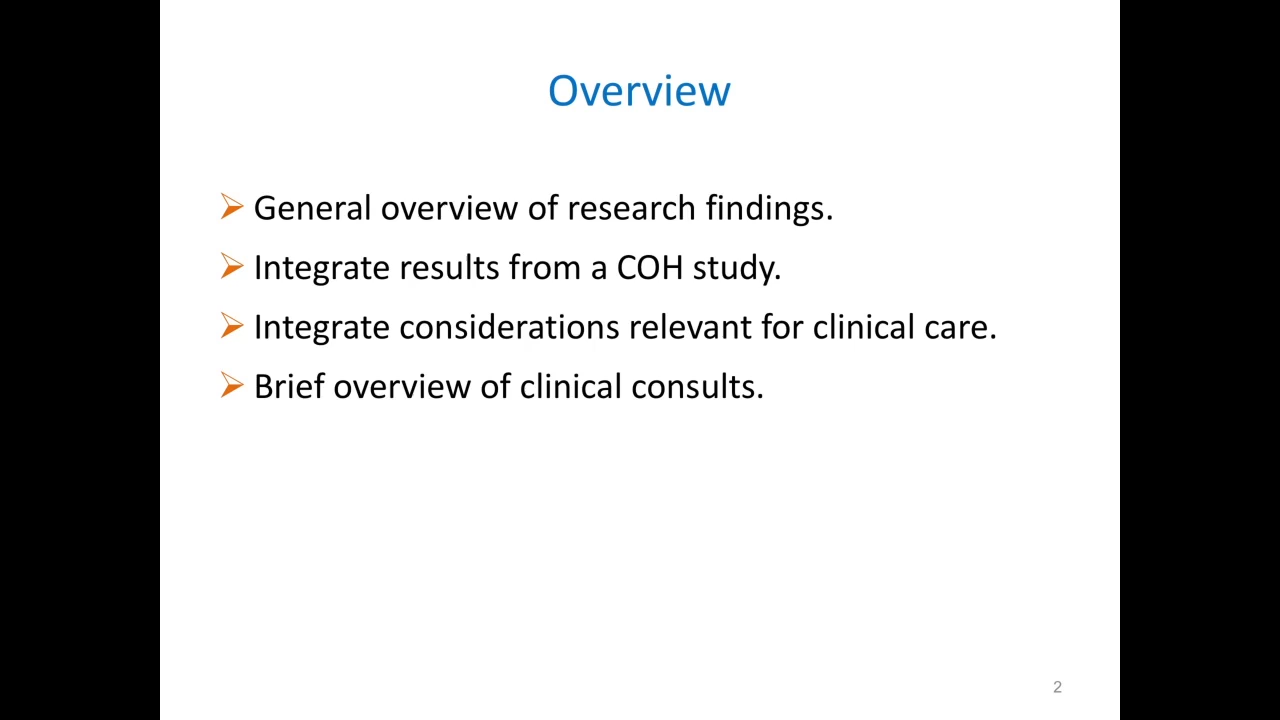 Overview
General overview of research findings.
Integrate results from a COH study.
Integrate considerations relevant for clinical care.
Brief overview of clinical consults.
2